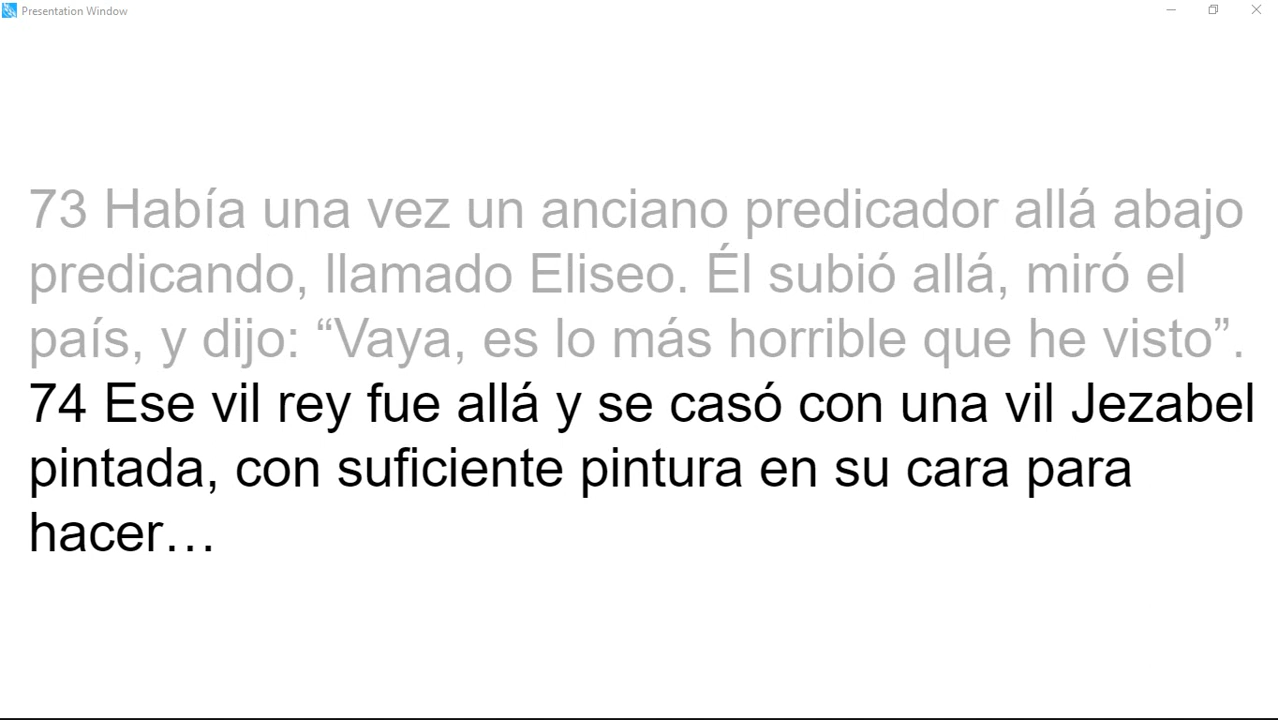 Presentation Window
73 Había una vez un anciano predicador allá abajo
predicando, llamado Eliseo. Él subió allá, miró el
país, y dijo: “Vaya, es lo más horrible que he visto”.
74 Ese vil rey fue allá y se casó con una vil Jezabel
pintada, con suficiente pintura en su cara para
hacer…